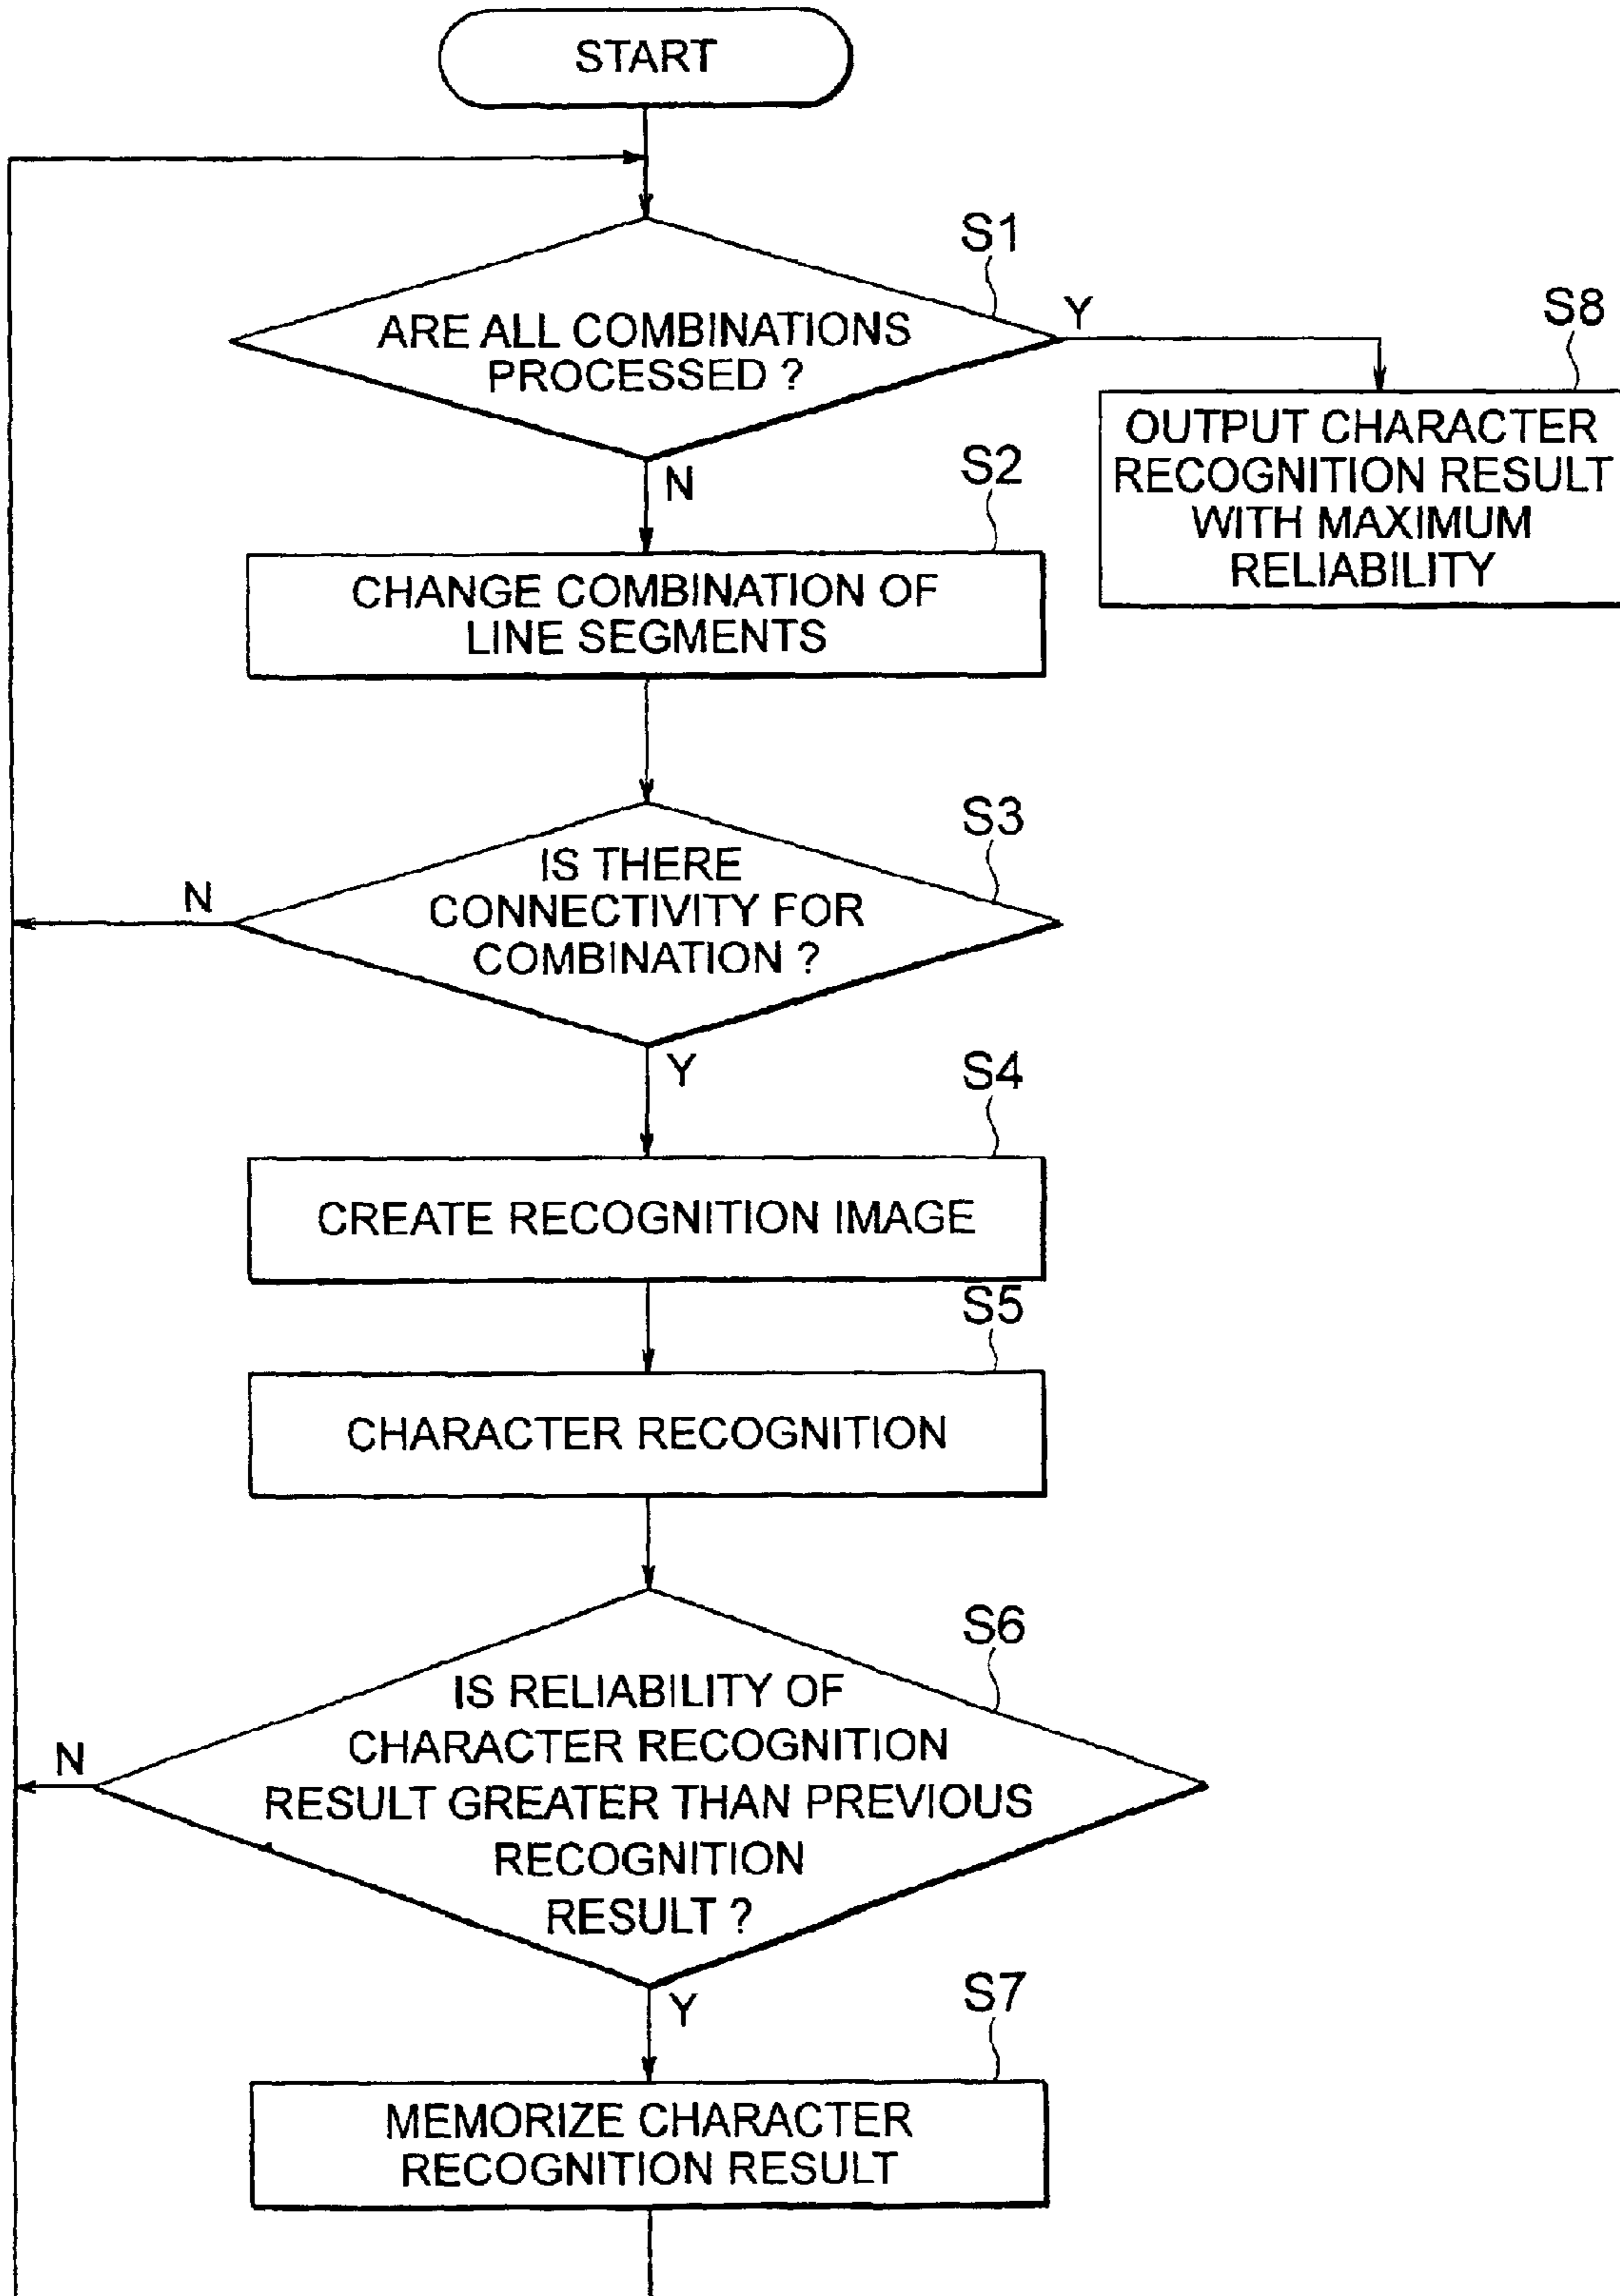 START
S1
ARE ALL COMBINATIONS
PROCESSED ?
Y
N
S8
OUTPUT CHARACTER
RECOGNITION RESULT
WITH MAXIMUM
RELIABILITY
S2
CHANGE COMBINATION OF
LINE SEGMENTS
S3
IS THERE
CONNECTIVITY FOR
COMBINATION ?
N
Y
S4
CREATE RECOGNITION IMAGE
S5
CHARACTER RECOGNITION
S6
IS RELIABILITY OF
CHARACTER RECOGNITION
RESULT GREATER THAN PREVIOUS
RECOGNITION
RESULT ?
N
Y
S7
MEMORIZE CHARACTER
RECOGNITION RESULT